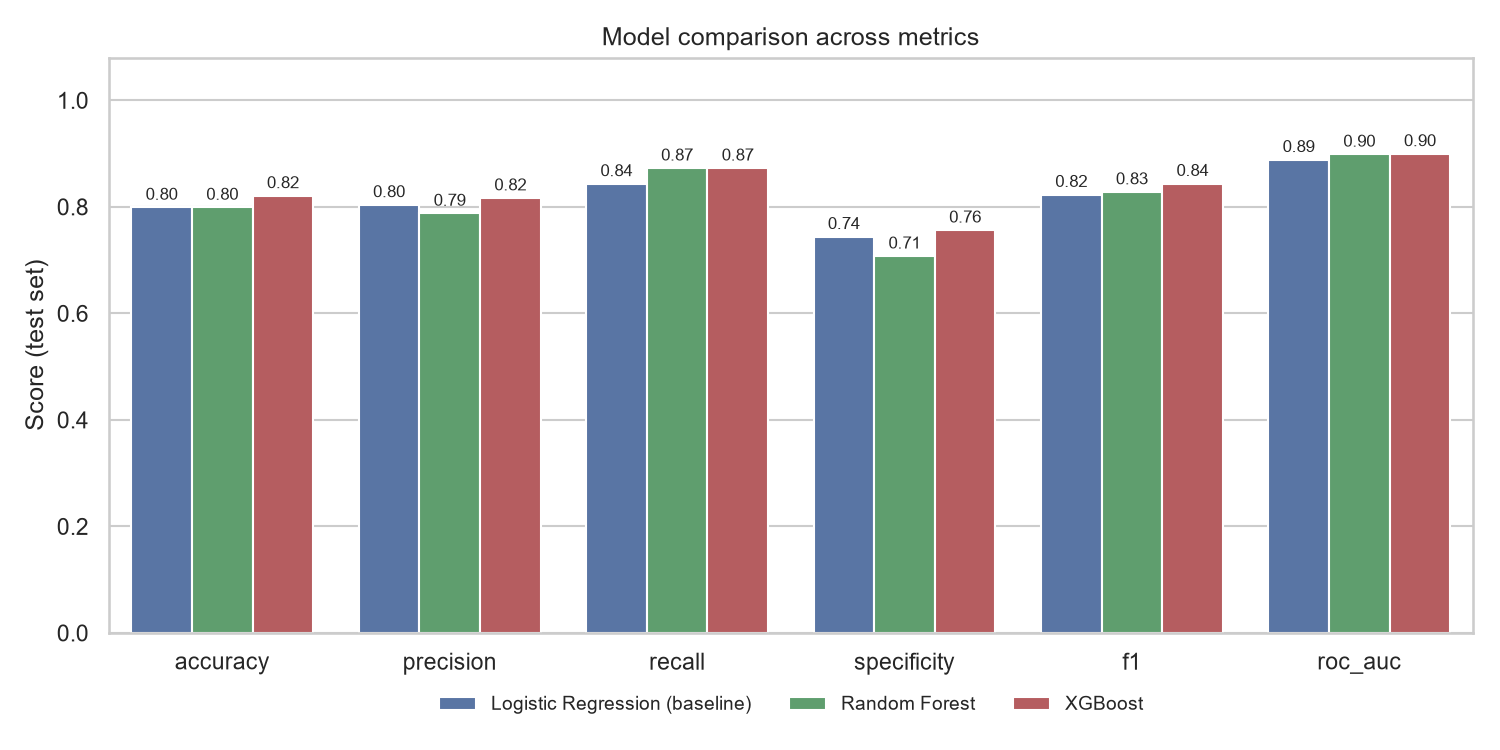 Model comparison across metrics
Score (test set)
1.0
0.8
0.6
0.4
0.2
0.0
0.80 0.80 0.82
0.80 0.79 0.82
0.84 0.87 0.87
0.74 0.71 0.76
0.82 0.83 0.84
0.89 0.90 0.90
accuracy precision recall specificity f1 roc_auc
Logistic Regression (baseline) Random Forest XGBoost